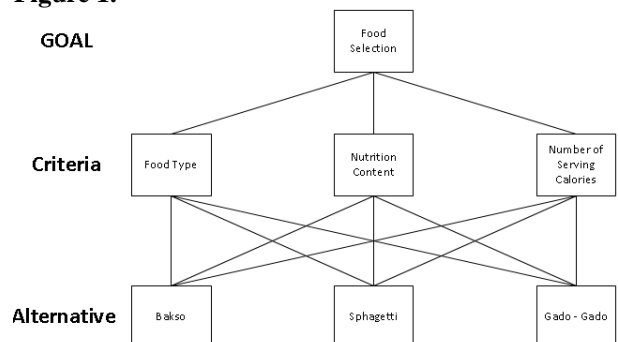 Figure 1.
GOAL
Food
Selection
Criteria
Food Type
Nutrition
Content
Number of
Serving
Calories
Alternative
Bakso
Sphagetti
Gado - Gado